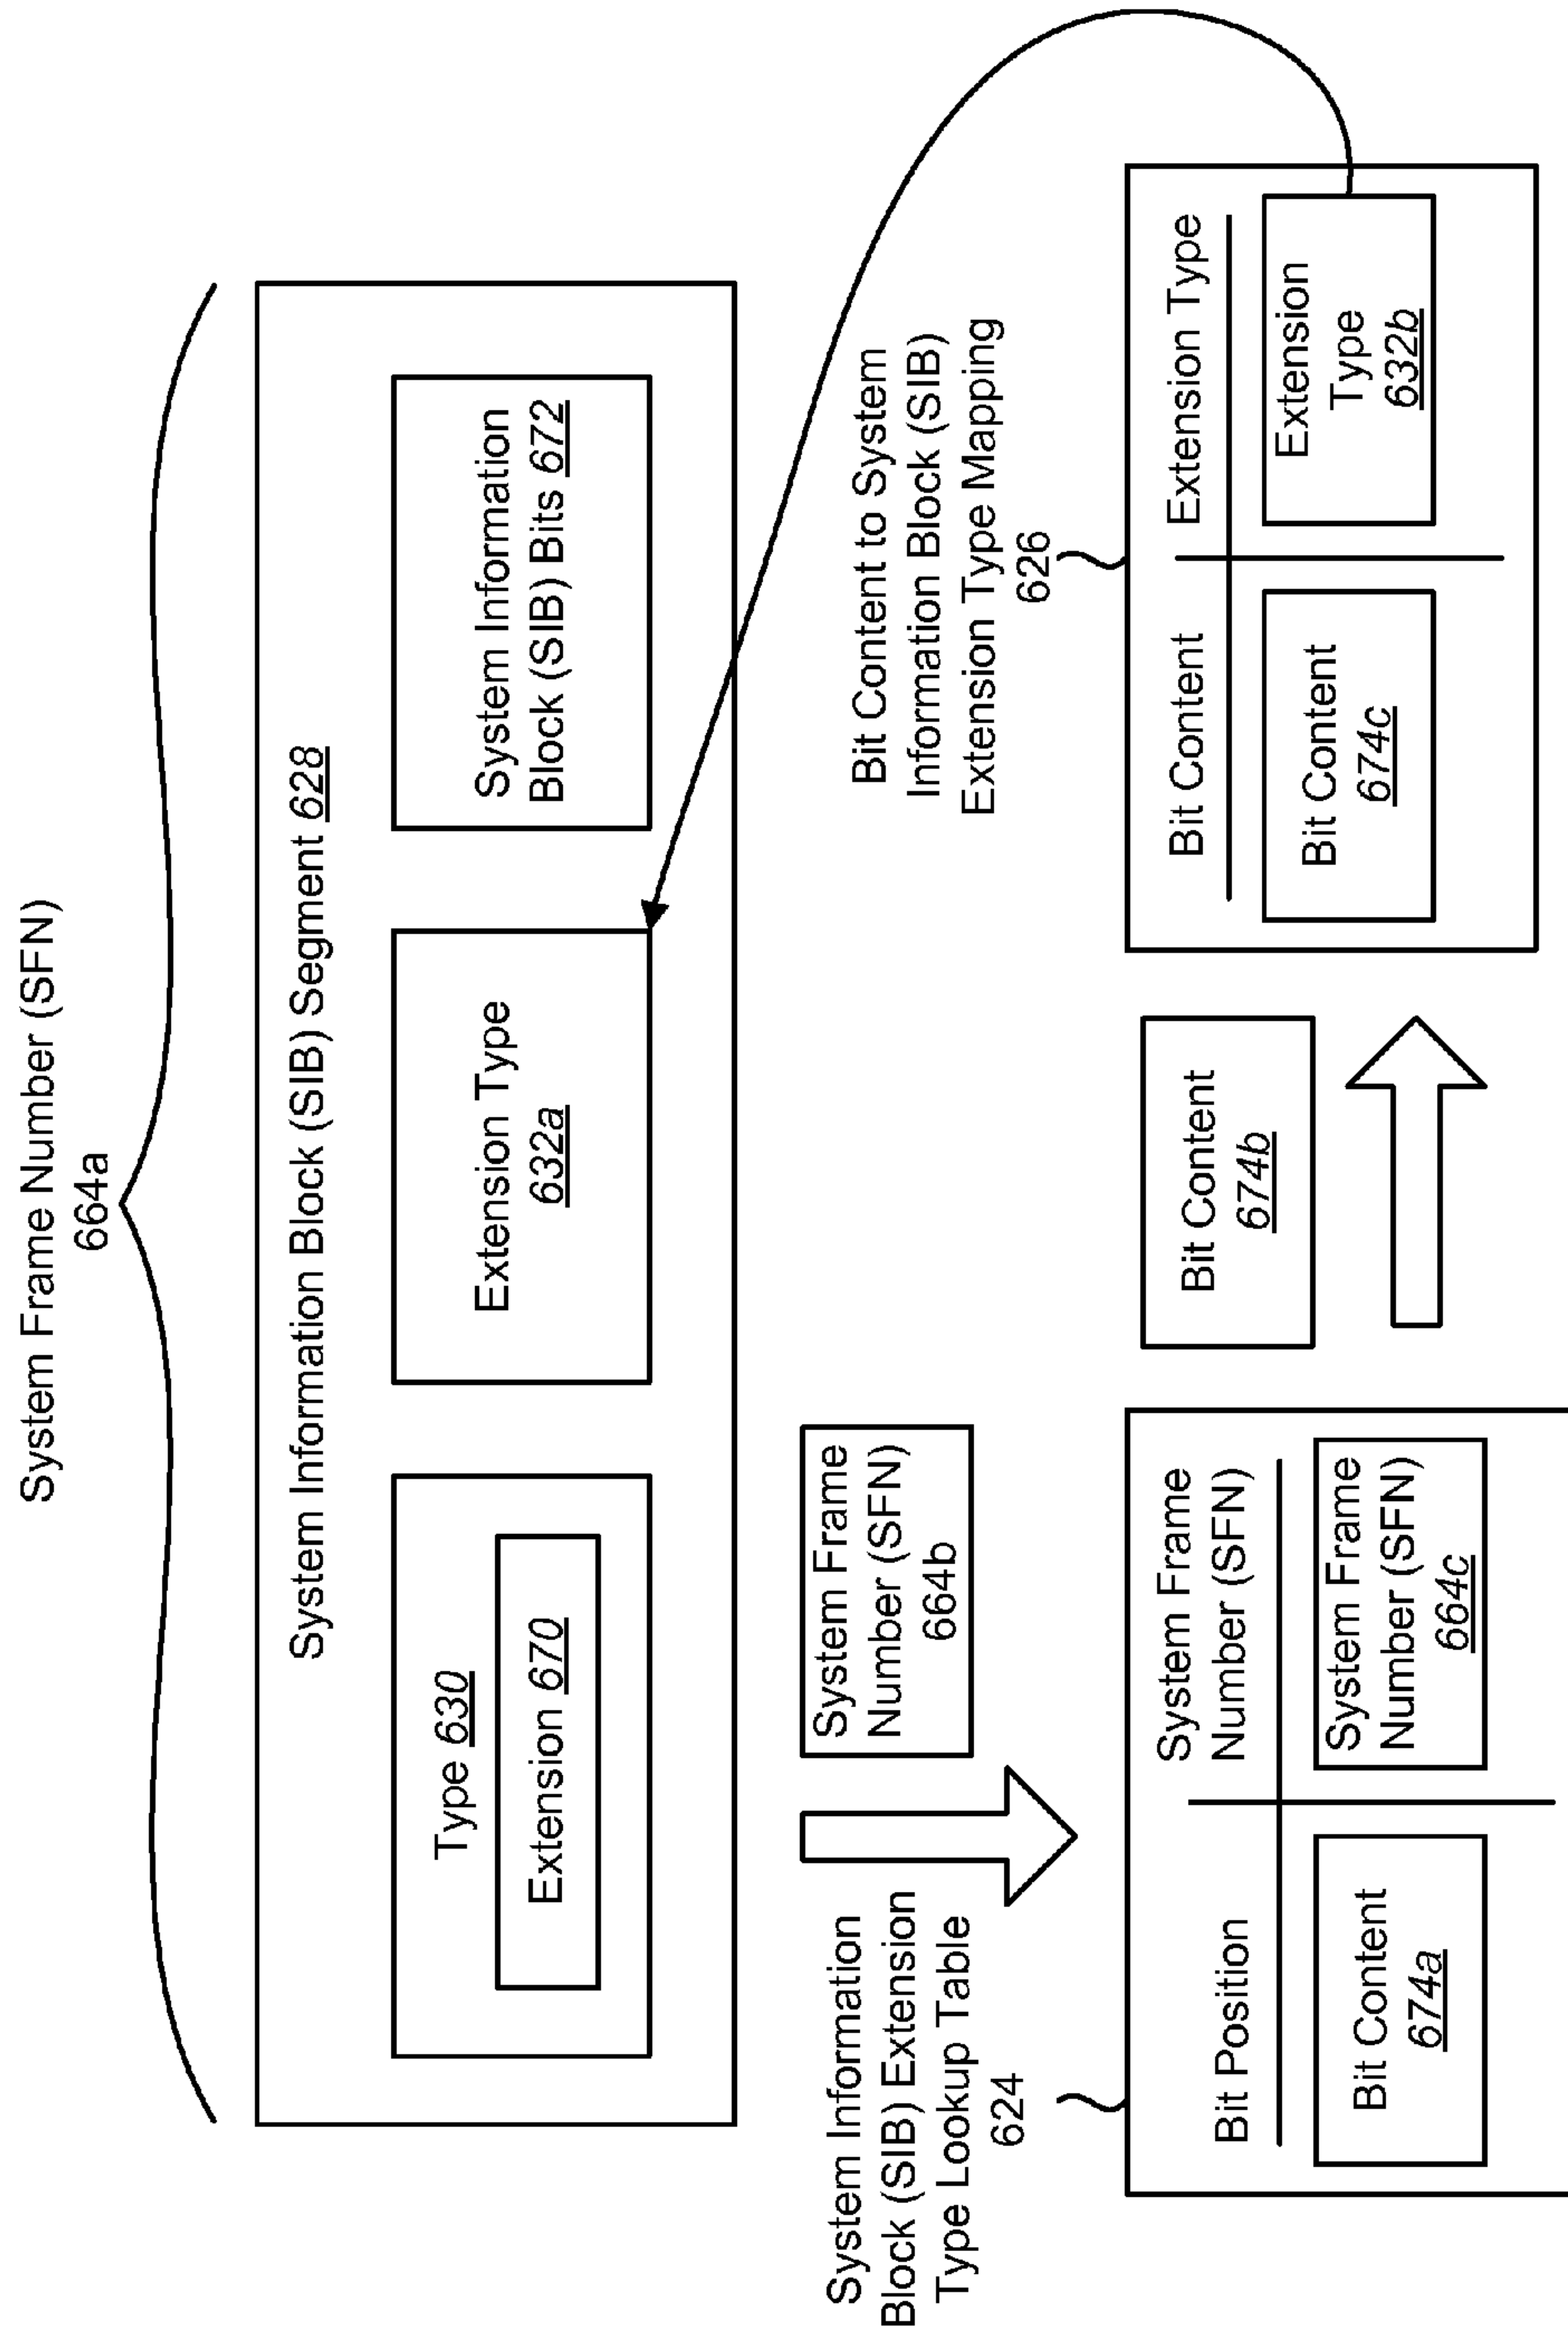 System Frame Number (SFN)
664a
System Information Block (SIB) Segment 628
Type 630
Extension 670
Extension Type
632a
System Information
Block (SIB) Bits 672
System Frame
Number (SFN)
664b
System Information
Block (SIB) Extension
Type Lookup Table
624
Bit Position
System Frame
Number (SFN)
Bit Content
674a
System Frame
Number (SFN)
664c
Bit Content
674b
Bit Content to System
Information Block (SIB)
Extension Type Mapping
626
Bit Content
Extension Type
Bit Content
674c
Extension
Type
632b